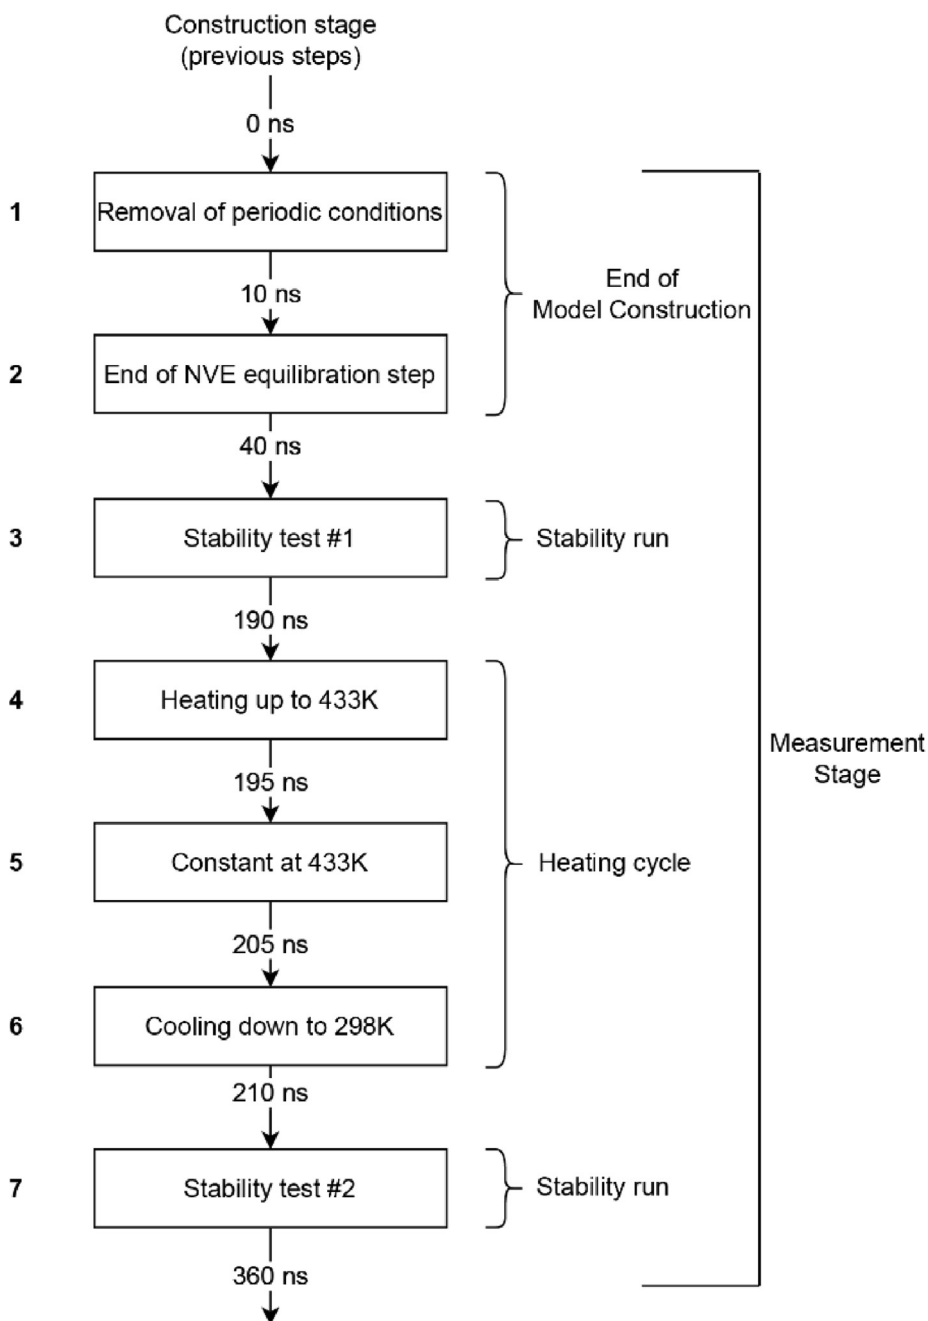 Construction stage
(previous steps)
0 ns
1
Removal of periodic conditions
10 ns
End of
Model Construction
2
End of NVE equilibration step
40 ns
3
Stability test #1
Stability run
190 ns
4
Heating up to 433K
Measurement
Stage
195 ns
5
Constant at 433K
Heating cycle
205 ns
6
Cooling down to 298K
210 ns
7
Stability test #2
Stability run
360 ns